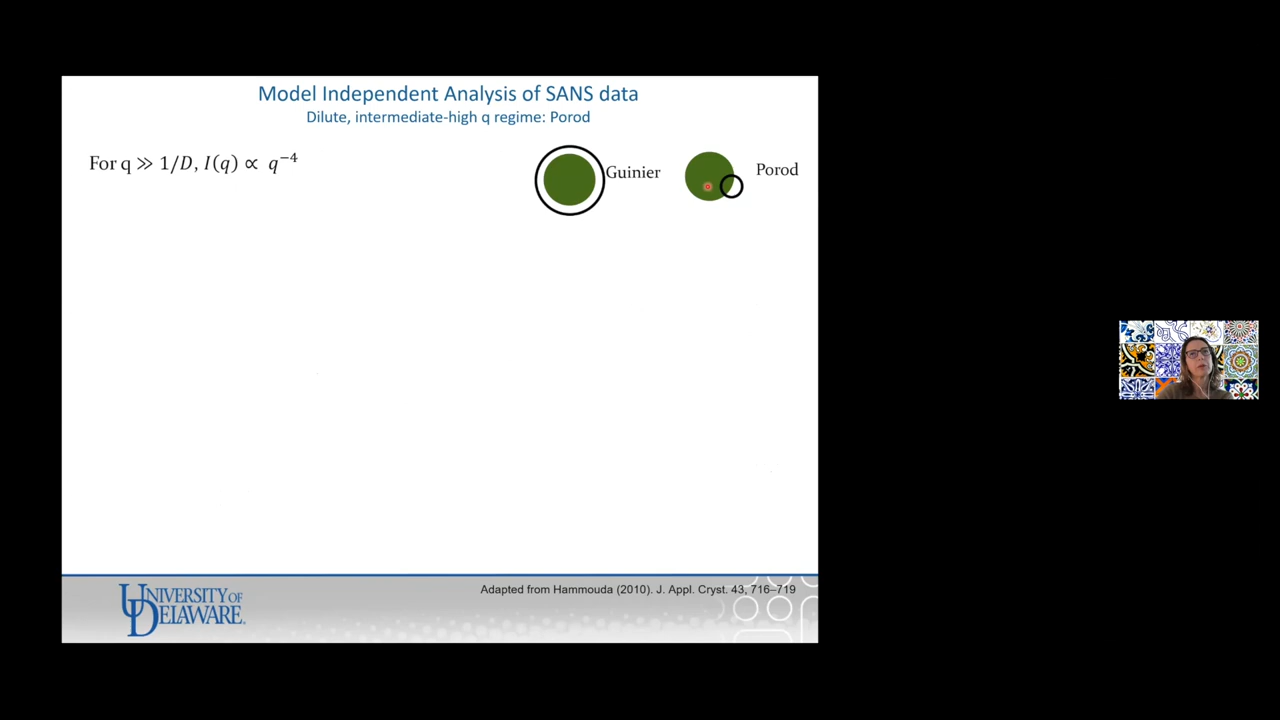 Model Independent Analysis of SANS data
Dilute, intermediate-high q regime: Porod
For q ≫ 1/D, I(q) ∝ q⁻⁴
Guinier
Porod
Adapted from Hammouda (2010). J. Appl. Cryst. 43, 716–719
UNIVERSITY OF
DELAWARE.